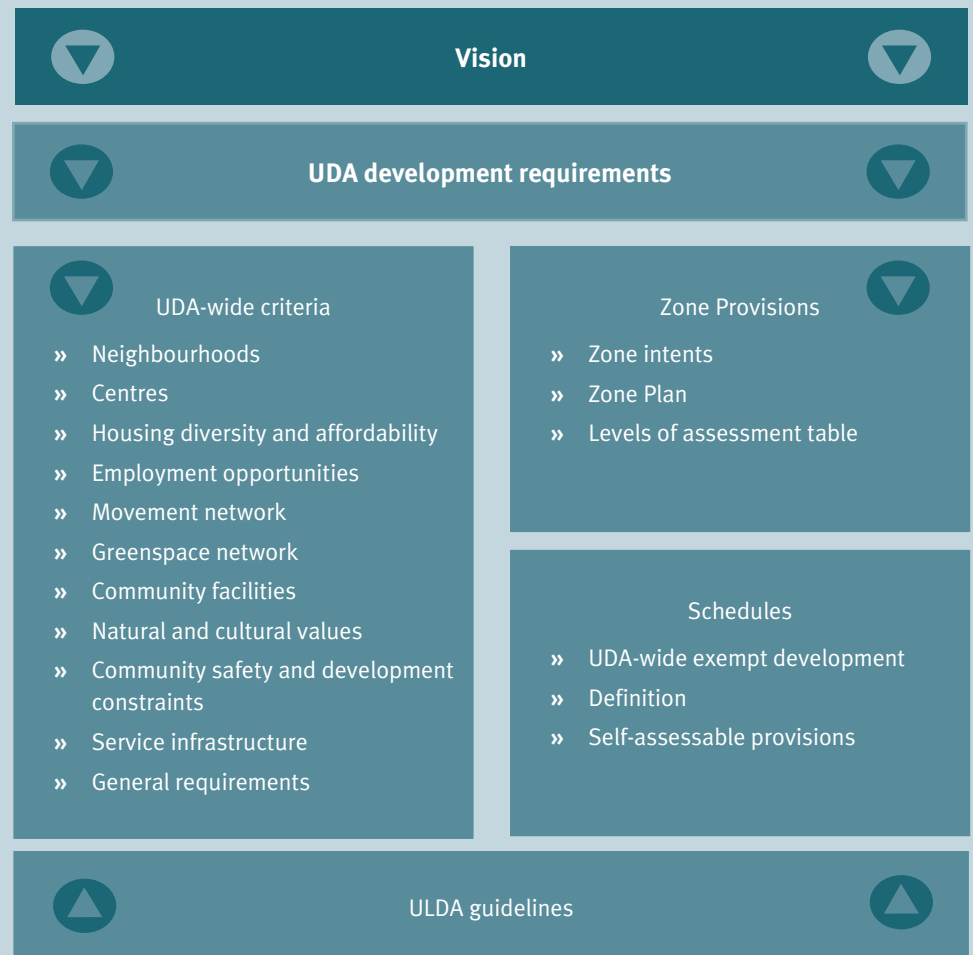 Vision
UDA development requirements
UDA-wide criteria
» Neighbourhoods
» Centres
» Housing diversity and affordability
» Employment opportunities
» Movement network
» Greenspace network
» Community facilities
» Natural and cultural values
» Community safety and development
constraints
» Service infrastructure
» General requirements
Zone Provisions
» Zone intents
» Zone Plan
» Levels of assessment table
Schedules
» UDA-wide exempt development
» Definition
» Self-assessable provisions
ULDA guidelines